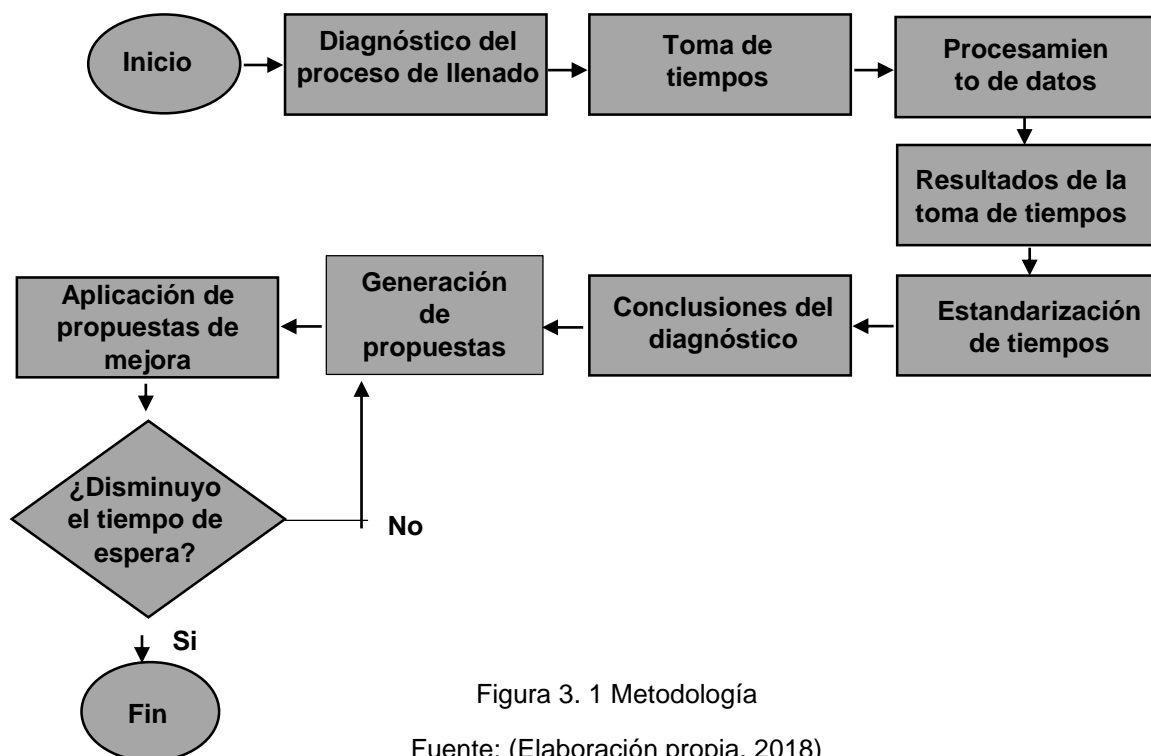 Inicio
Diagnóstico del
proceso de llenado
Toma de
tiempos
Procesamien
to de datos
Resultados de la
toma de tiempos
Estandarización
de tiempos
Conclusiones del
diagnóstico
Generación
de
propuestas
Aplicación de
propuestas de
mejora
¿Disminuyo
el tiempo de
espera?
No
Si
Fin
Figura 3. 1 Metodología
Fuente: (Elaboración propia, 2018)